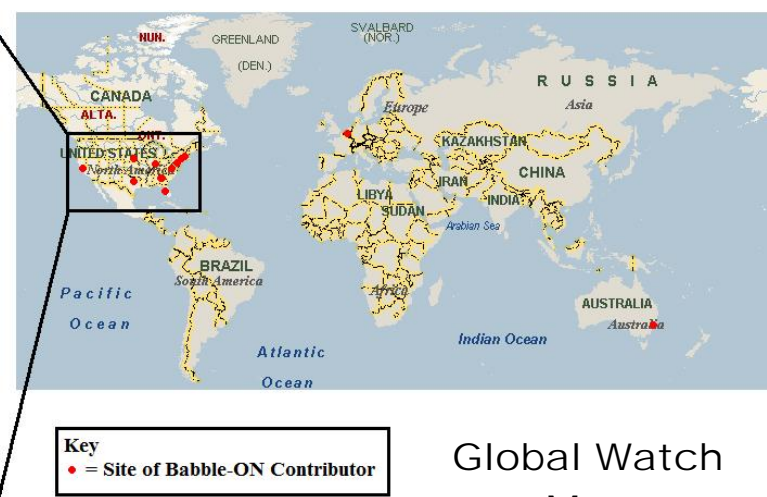 NUN.
GREENLAND
(DEN.)
SVALBARD
(NOR.)
CANADA
ALTA.
ONT.
UNITED STATES
North America
Europe
R U S S I A
Asia
KAZAKHSTAN
CHINA
IRAN
INDIA
LIBYA
SUDAN
Arabian Sea
BRAZIL
South America
Africa
Pacific
Ocean
Atlantic
Ocean
Indian Ocean
AUSTRALIA
Australia
Key
= Site of Babble-ON Contributor
Global Watch